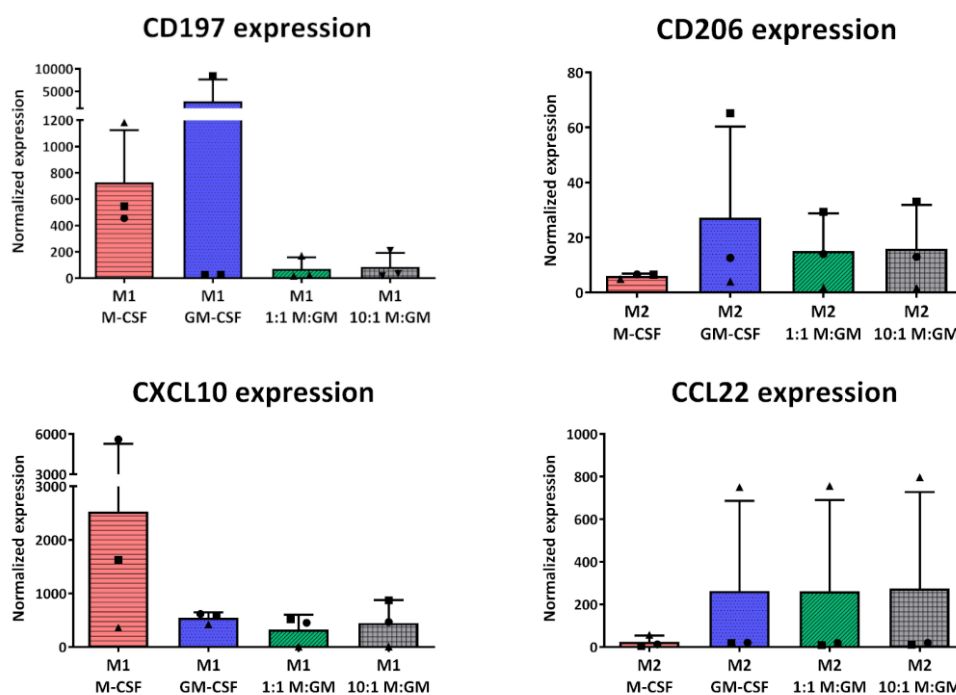 CD197 expression
Normalized expression
10000
5000
1200
1000
800
600
400
200
0
M1 M1 M1 M1
M-CSF GM-CSF 1:1 M:GM 10:1 M:GM
CD206 expression
Normalized expression
80
60
40
20
0
M2 M2 M2 M2
M-CSF GM-CSF 1:1 M:GM 10:1 M:GM
CXCL10 expression
Normalized expression
6000
3000
3000
2000
1000
0
M1 M1 M1 M1
M-CSF GM-CSF 1:1 M:GM 10:1 M:GM
CCL22 expression
Normalized expression
1000
800
600
400
200
0
M2 M2 M2 M2
M-CSF GM-CSF 1:1 M:GM 10:1 M:GM